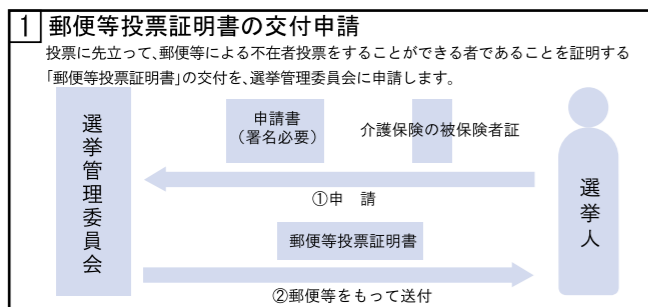 1 郵便等投票証明書の交付申請
投票に先立って、郵便等による不在者投票をすることができる者であることを証明する
「郵便等投票証明書」の交付を、選挙管理委員会に申請します。
選挙管理委員会
申請書
(署名必要)
介護保険の被保険者証
①申 請
選挙人
郵便等投票証明書
②郵便等をもって送付